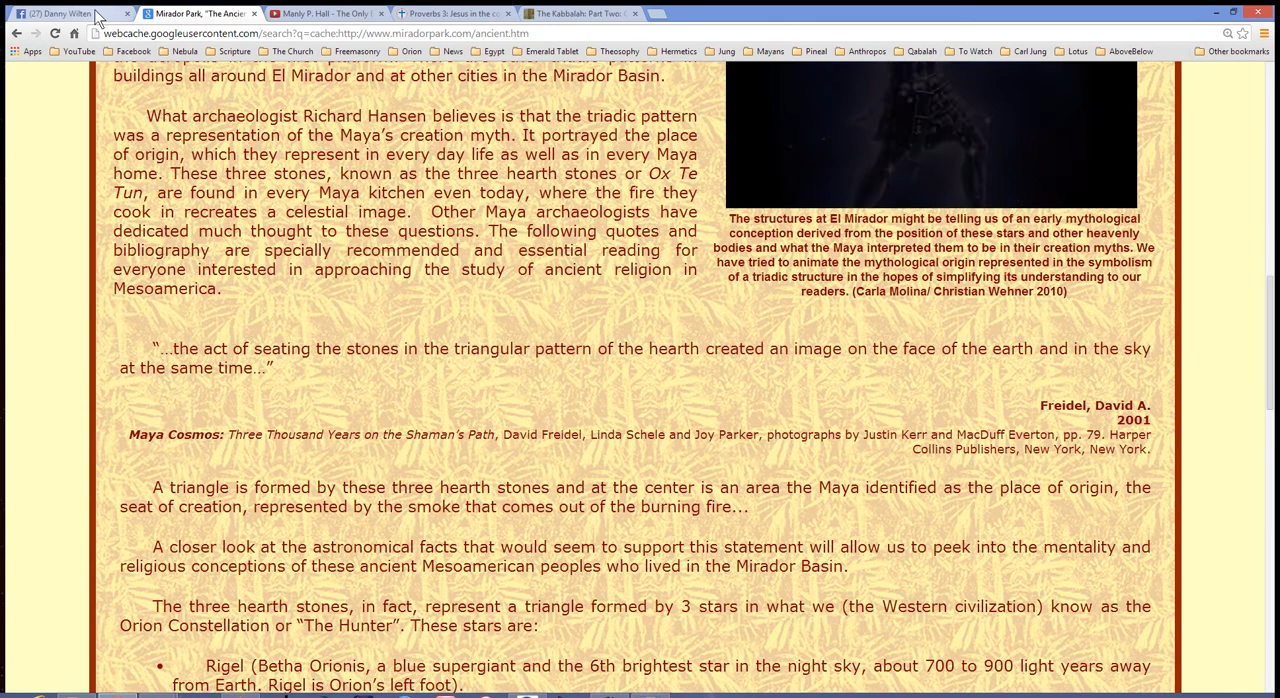 (27) Danny Wilten
Mirador Park, "The Ancier
Manly P. Hall - The Only
Proverbs 3: Jesus in the co
The Kabbalah: Part Two:
webcache.googleusercontent.com/search?q=cache:http://www.miradorpark.com/ancient.htm
Apps YouTube Facebook Nebula Scripture The Church Freemasonry Orion News Egypt Emerald Tablet Theosophy Hermetics Jung Mayans Pineal Anthropos Qabalah To Watch Carl Jung Lotus AboveBelow Other bookmarks
buildings all around El Mirador and at other cities in the Mirador Basin.
What archaeologist Richard Hansen believes is that the triadic pattern
was a representation of the Maya's creation myth. It portrayed the place
of origin, which they represent in every day life as well as in every Maya
home. These three stones, known as the three hearth stones or Ox Te
Tun, are found in every Maya kitchen even today, where the fire they
cook in recreates a celestial image. Other Maya archaeologists have
dedicated much thought to these questions. The following quotes and
bibliography are specially recommended and essential reading for
everyone interested in approaching the study of ancient religion in
Mesoamerica.
The structures at El Mirador might be telling us of an early mythological
conception derived from the position of these stars and other heavenly
bodies and what the Maya interpreted them to be in their creation myths. We
have tried to animate the mythological origin represented in the symbolism
of a triadic structure in the hopes of simplifying its understanding to our
readers. (Carla Molina/ Christian Wehner 2010)
“…the act of seating the stones in the triangular pattern of the hearth created an image on the face of the earth and in the sky
at the same time…”
Freidel, David A.
2001
Maya Cosmos: Three Thousand Years on the Shaman's Path, David Freidel, Linda Schele and Joy Parker, photographs by Justin Kerr and MacDuff Everton, pp. 79. Harper
Collins Publishers, New York, New York.
A triangle is formed by these three hearth stones and at the center is an area the Maya identified as the place of origin, the
seat of creation, represented by the smoke that comes out of the burning fire...
A closer look at the astronomical facts that would seem to support this statement will allow us to peek into the mentality and
religious conceptions of these ancient Mesoamerican peoples who lived in the Mirador Basin.
The three hearth stones, in fact, represent a triangle formed by 3 stars in what we (the Western civilization) know as the
Orion Constellation or “The Hunter”. These stars are:
• Rigel (Betha Orionis, a blue supergiant and the 6th brightest star in the night sky, about 700 to 900 light years away
from Earth. Rigel is Orion's left foot).